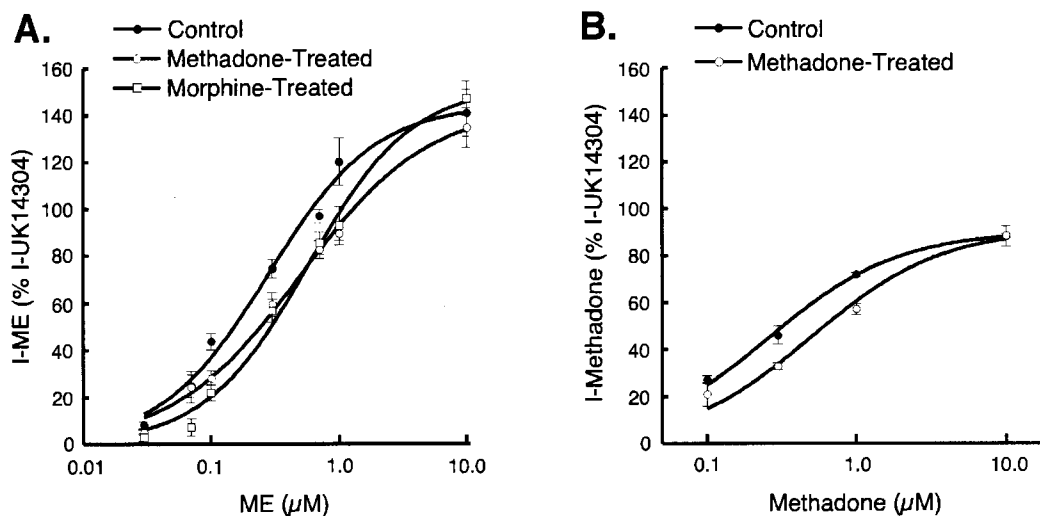 A.
Control
Methadone-Treated
Morphine-Treated
I-ME (% I-UK14304)
160
140
120
100
80
60
40
20
0
0.01
0.1
1.0
10.0
ME (µM)
B.
Control
Methadone-Treated
I-Methadone (% I-UK14304)
160
140
120
100
80
60
40
20
0
0.1
1.0
10.0
Methadone (µM)